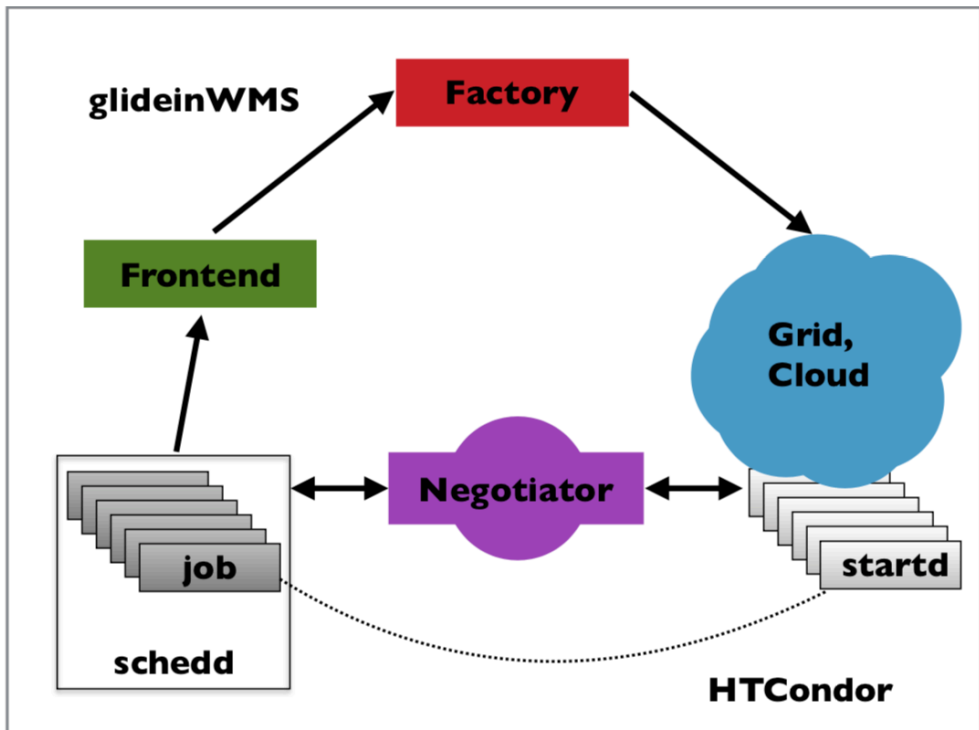 glideinWMS
Factory
Frontend
Grid,
Cloud
Negotiator
job
startd
schedd
HTCondor